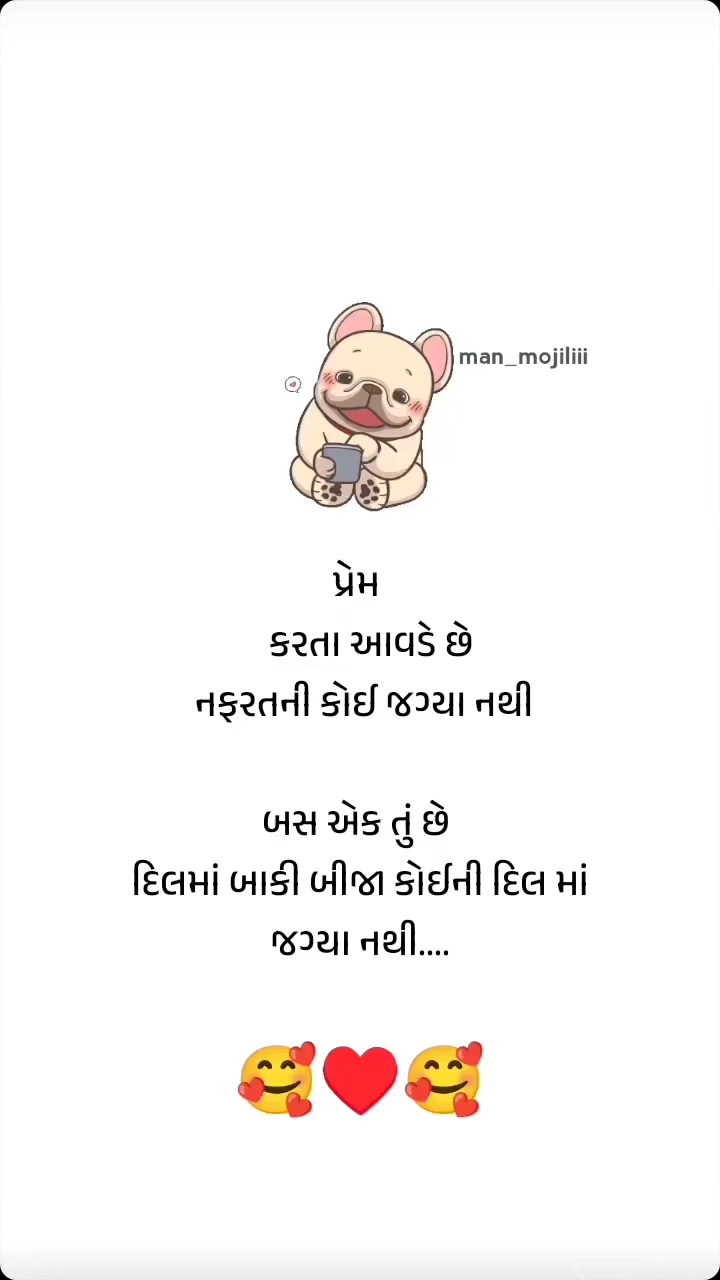 man_mojiliii
પ્રેમ
કરતા આવડે છે
નફરતની કોઈ જગ્યા નથી
બસ એક તું છે
દિલમાં બાકી બીજા કોઈની દિલ માં
જગ્યા નથી....
🥰❤️🥰